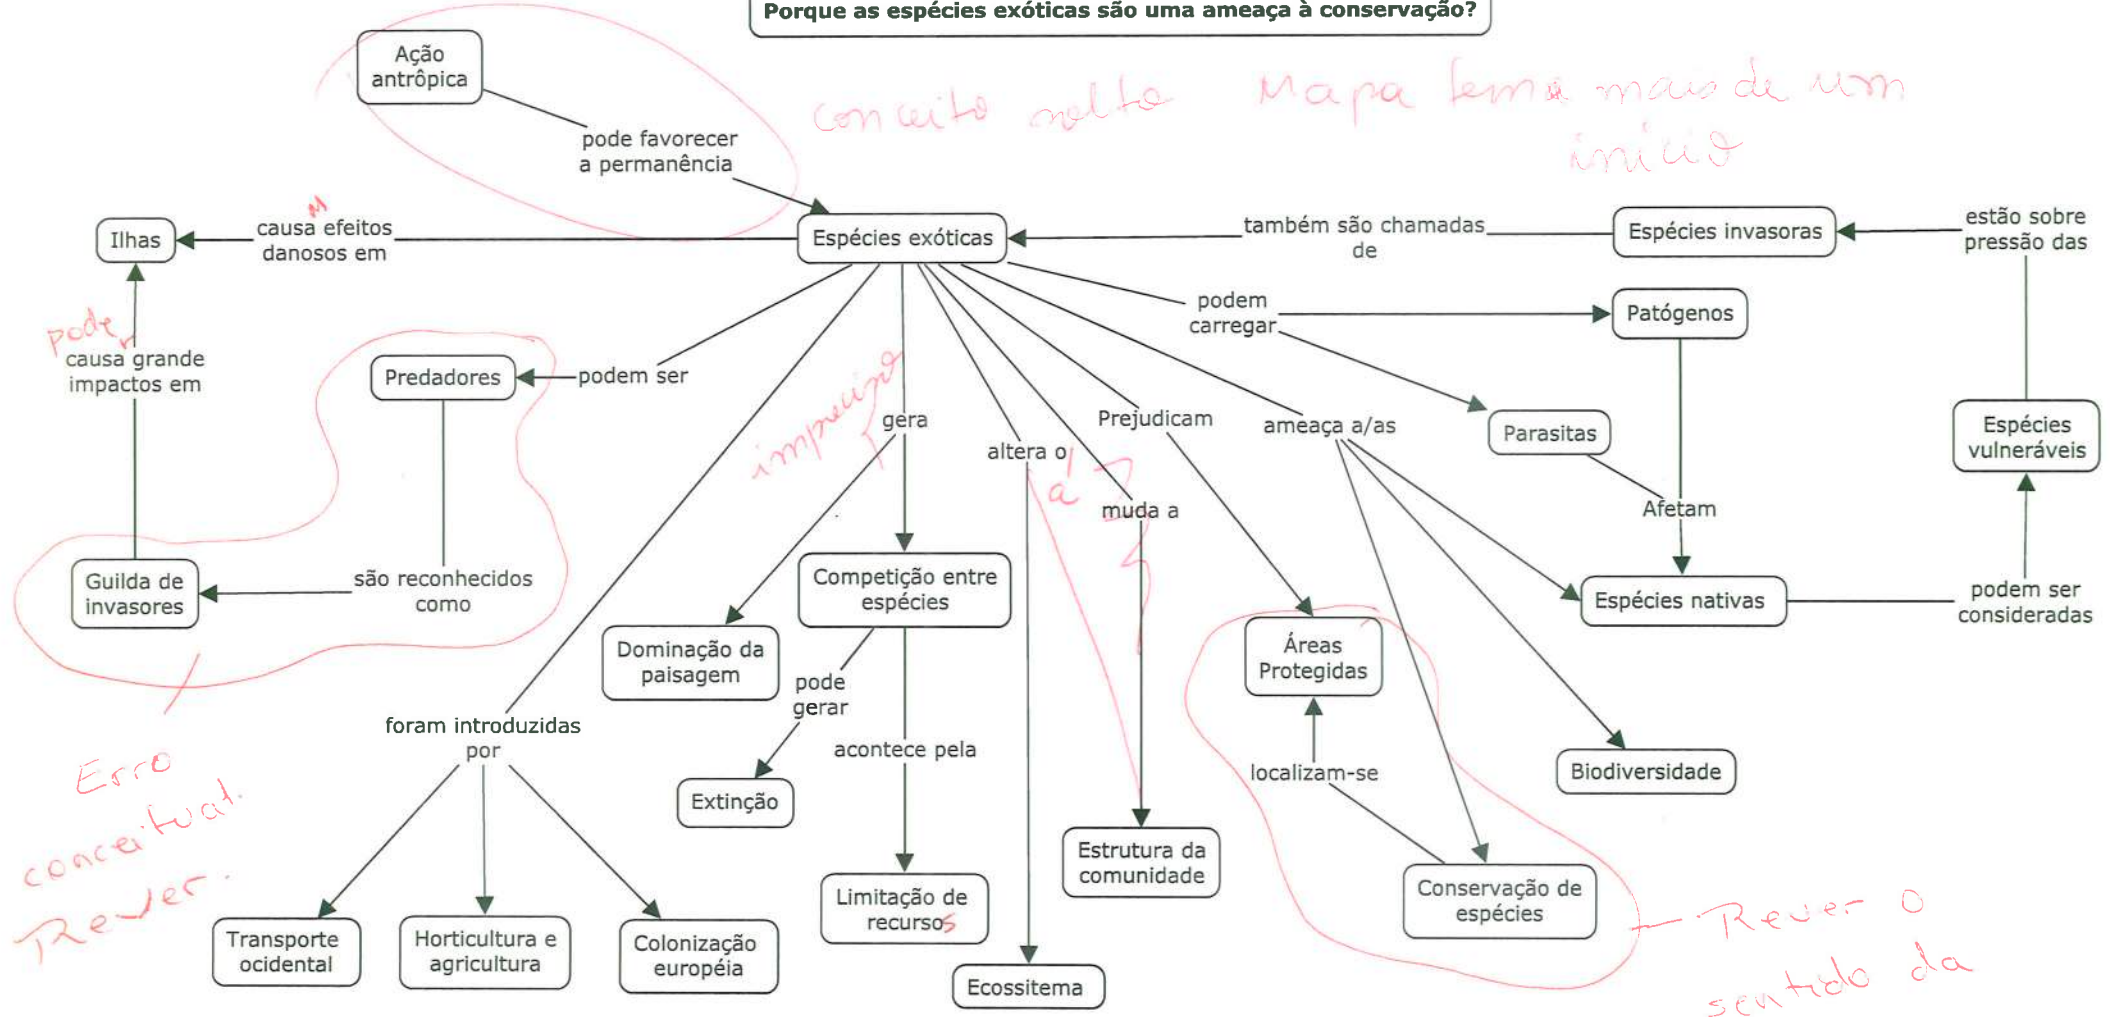 Porque as espécies exóticas são uma ameaça à conservação?
Ação
antrôpica
conceito solto
Mapa tem mais de um
início
pode favorecer
a permanência
Ilhas
causa efeitos
M
danosos em
Espécies exóticas
também são chamadas
de
Espécies invasoras
estão sobre
pressão das
pode
causa grande
impactos em
Predadores
podem ser
impreciso
gera
altera o
à
muda a
Prejudicam
ameaça a/as
podem
carregar
Patógenos
Parasitas
Afetam
Espécies
vulneráveis
Guilda de
invasores
são reconhecidos
como
Competição entre
espécies
Dominação da
paisagem
pode
gerar
acontece pela
Áreas
Protegidas
Espécies nativas
podem ser
consideradas
Erro
conceitual.
Rever.
foram introduzidas
por
Extinção
localizam-se
Biodiversidade
Transporte
ocidental
Horticultura e
agricultura
Colonização
européia
Limitação de
recursos
Ecossitema
Estrutura da
comunidade
Conservação de
espécies
Rever o
sentido da